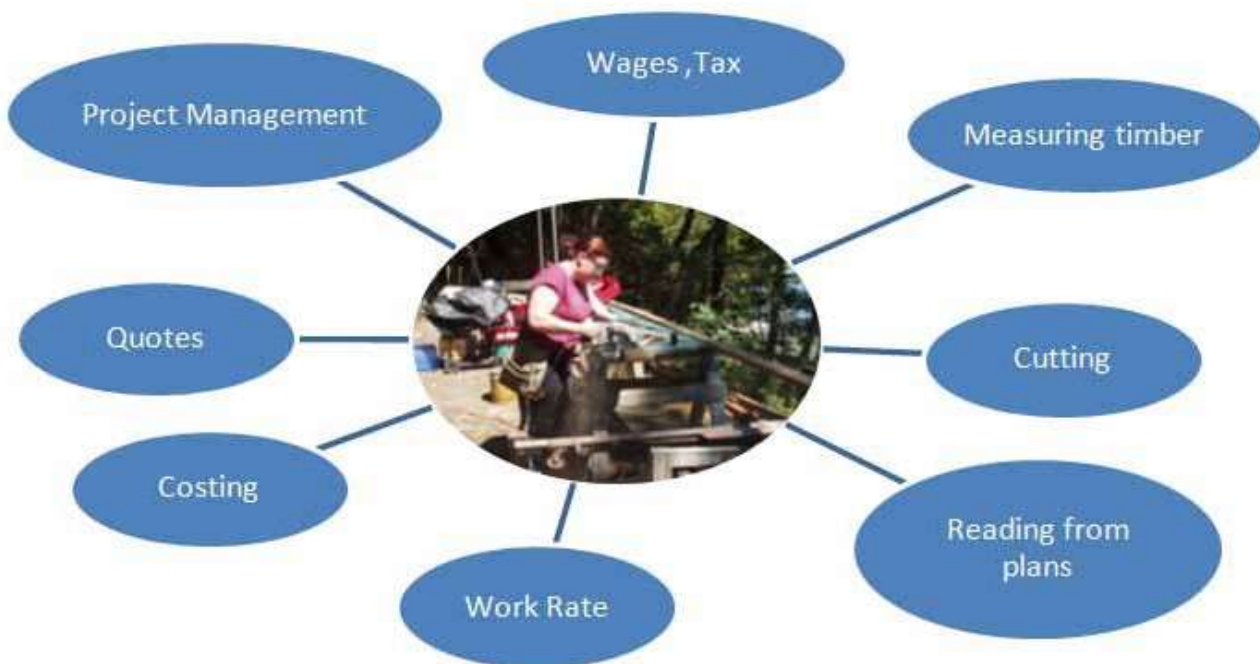 Wages ,Tax
Project Management
Measuring timber
Quotes
Cutting
Costing
Reading from
plans
Work Rate